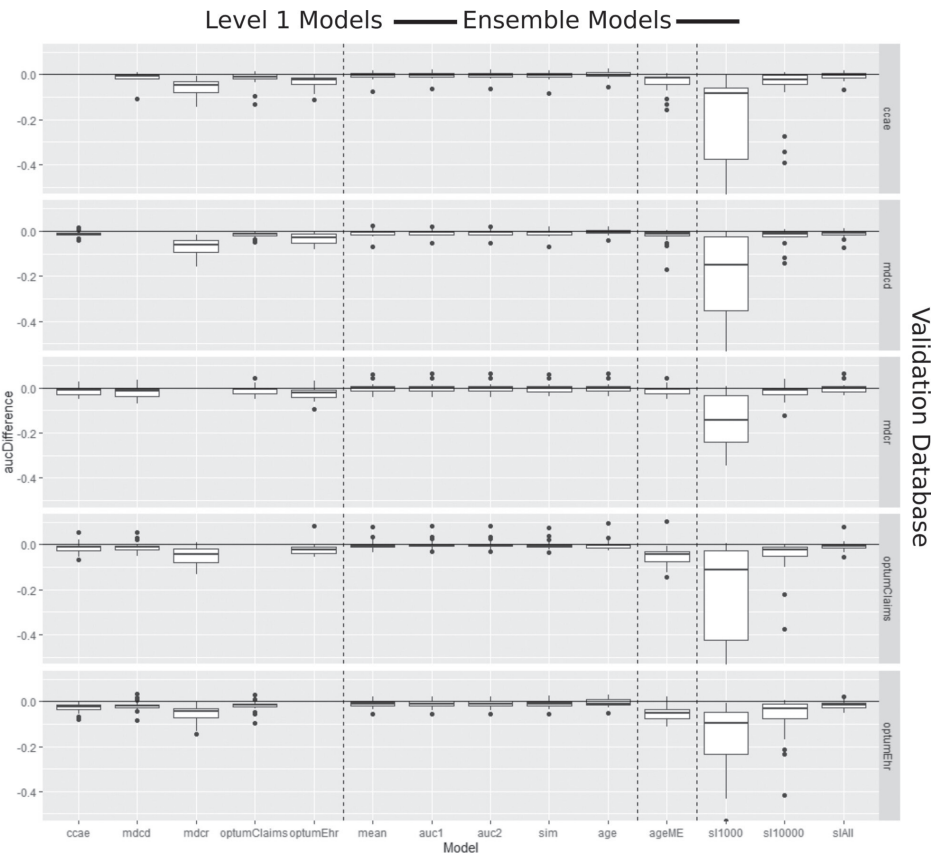 Level 1 Models Ensemble Models
0.0
-0.2
-0.4
ccae
0.0
-0.2
-0.4
mdcd
0.0
-0.2
-0.4
mdcr
0.0
-0.2
-0.4
optumClaims
0.0
-0.2
-0.4
optumEhr
aucDifference
Validation Database
ccae mdcd mdcr optumClaims optumEhr mean auc1 auc2 sim age ageME sl1000 sl10000 slAll
Model